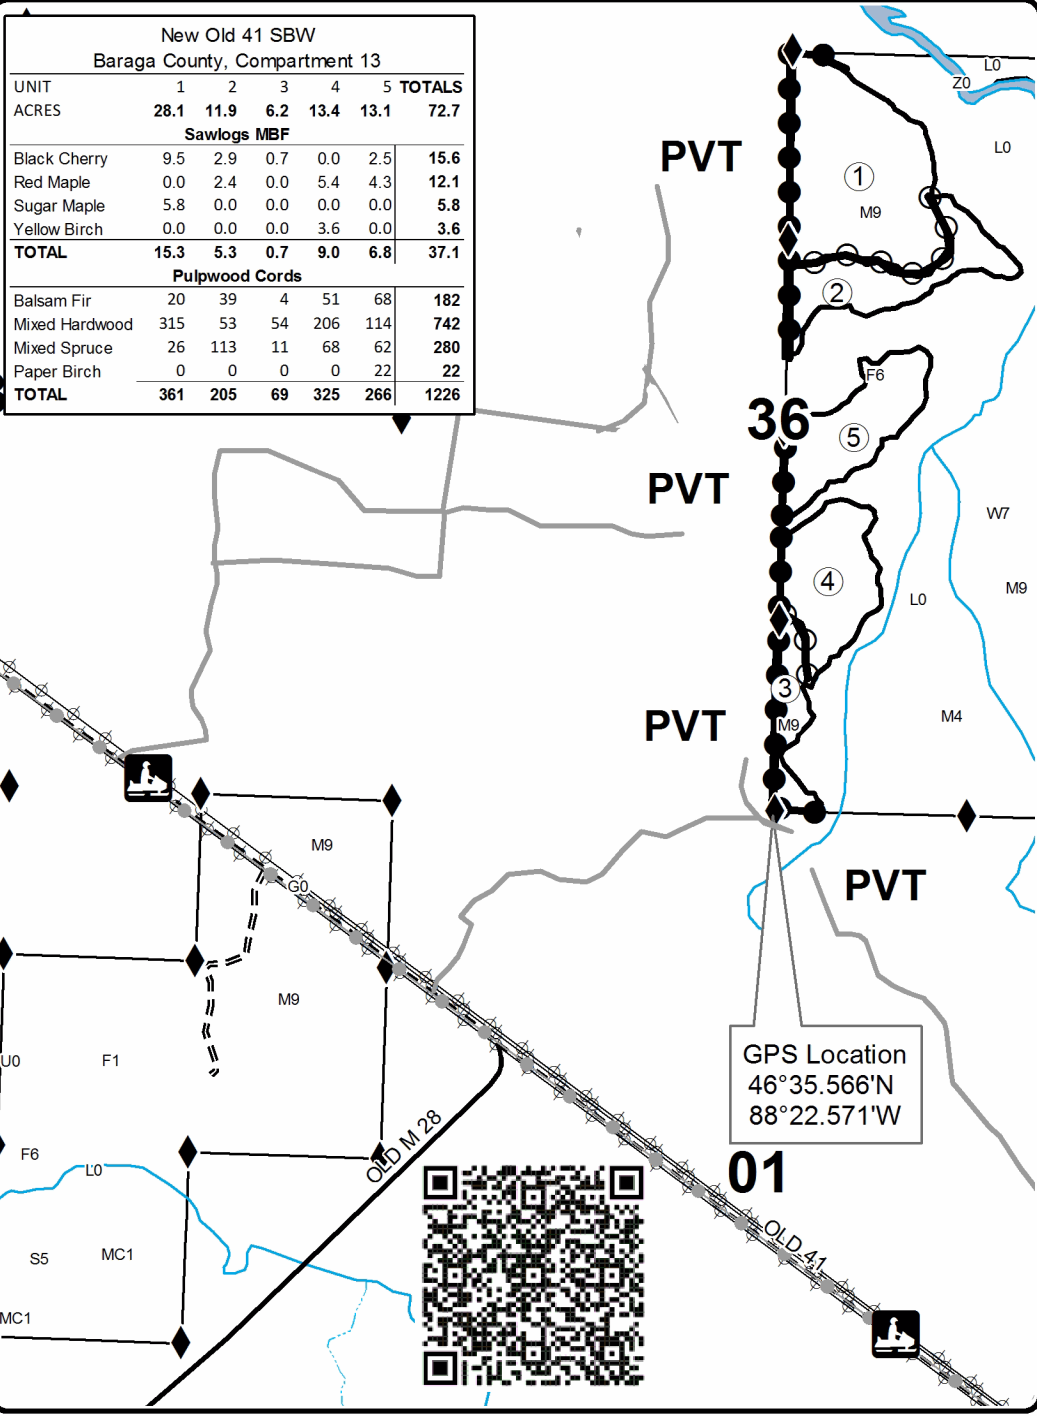 New Old 41 SBW
Baraga County, Compartment 13
UNIT 1 2 3 4 5 TOTALS
ACRES 28.1 11.9 6.2 13.4 13.1 72.7
Sawlogs MBF
Black Cherry 9.5 2.9 0.7 0.0 2.5 15.6
Red Maple 0.0 2.4 0.0 5.4 4.3 12.1
Sugar Maple 5.8 0.0 0.0 0.0 0.0 5.8
Yellow Birch 0.0 0.0 0.0 3.6 0.0 3.6
TOTAL 15.3 5.3 0.7 9.0 6.8 37.1
Pulpwood Cords
Balsam Fir 20 39 4 51 68 182
Mixed Hardwood 315 53 54 206 114 742
Mixed Spruce 26 113 11 68 62 280
Paper Birch 0 0 0 0 22 22
TOTAL 361 205 69 325 266 1226
L0
Z0
L0
PVT
1
M9
2
F6
36
5
PVT
W7
4
M9
L0
3
M9
PVT
M4
M9
PVT
G0
M9
GPS Location
46°35.566'N
88°22.571'W
U0
F1
OLD M 28
F6
L0
01
OLD 41
S5
MC1
MC1